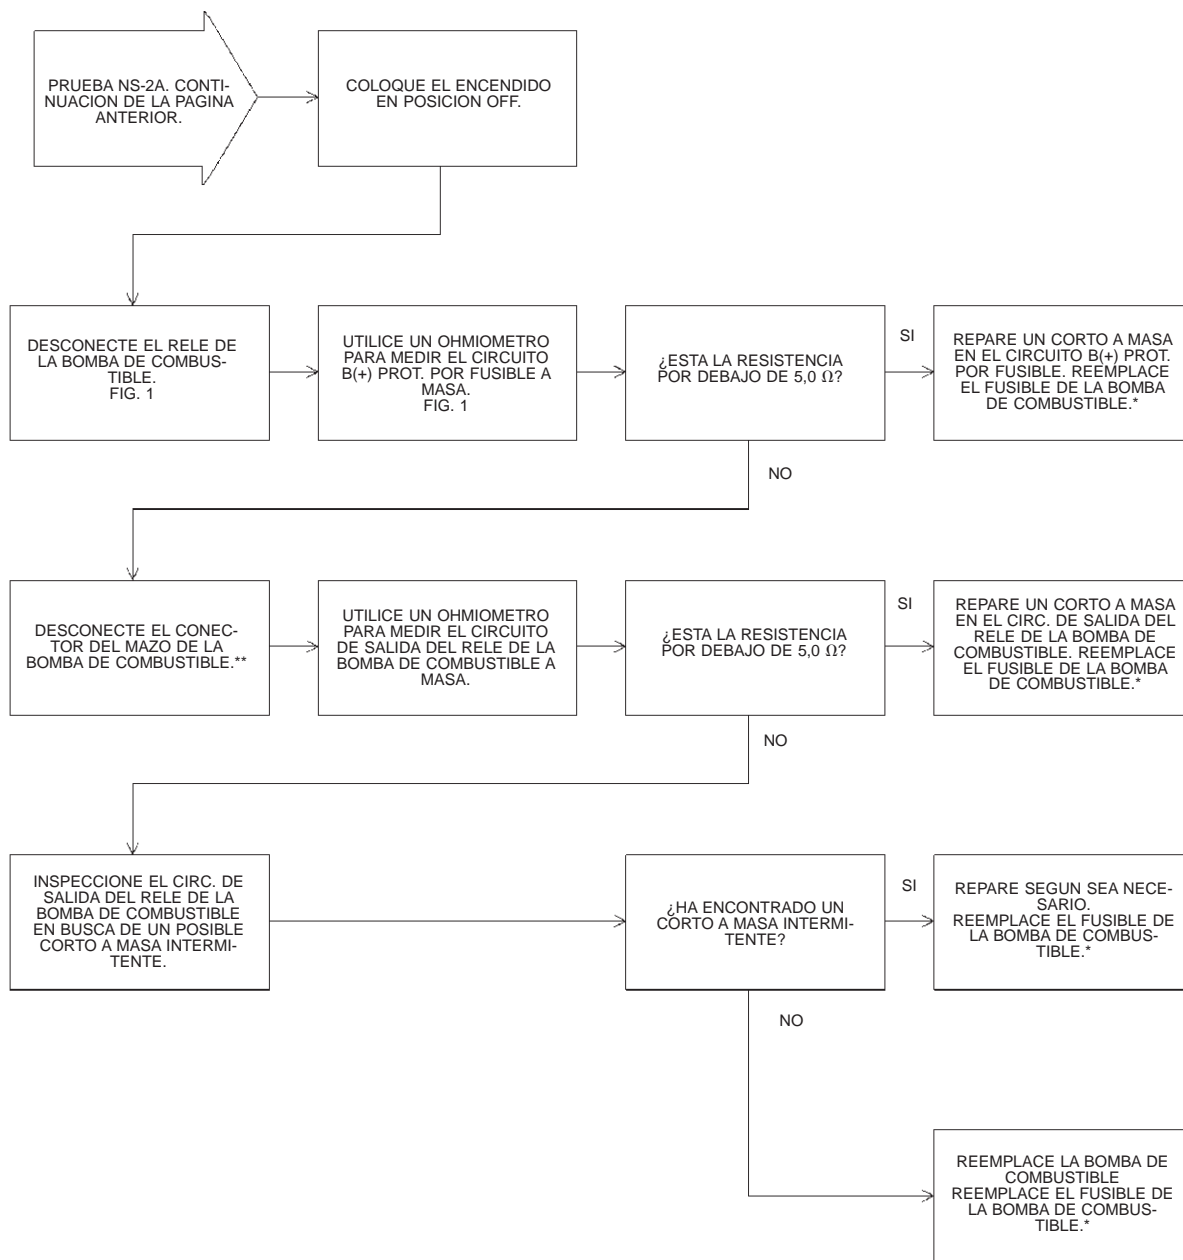 PRUEBA NS-2A. CONTI-
NUACION DE LA PAGINA
ANTERIOR.
COLOQUE EL ENCENDIDO
EN POSICION OFF.
DESCONECTE EL RELE DE
LA BOMBA DE COMBUS-
TIBLE.
FIG. 1
UTILICE UN OHMIOMETRO
PARA MEDIR EL CIRCUITO
B(+) PROT. POR FUSIBLE A
MASA.
FIG. 1
¿ESTA LA RESISTENCIA
POR DEBAJO DE 5,0 Ω?
SI
REPARE UN CORTO A MASA
EN EL CIRCUITO B(+) PROT.
POR FUSIBLE. REEMPLACE
EL FUSIBLE DE LA BOMBA
DE COMBUSTIBLE.*
NO
DESCONECTE EL CONEC-
TOR DEL MAZO DE LA
BOMBA DE COMBUSTIBLE.**
UTILICE UN OHMIOMETRO
PARA MEDIR EL CIRCUITO
DE SALIDA DEL RELE DE LA
BOMBA DE COMBUSTIBLE A
MASA.
¿ESTA LA RESISTENCIA
POR DEBAJO DE 5,0 Ω?
SI
REPARE UN CORTO A MASA
EN EL CIRC. DE SALIDA DEL
RELE DE LA BOMBA DE
COMBUSTIBLE. REEMPLACE
EL FUSIBLE DE LA BOMBA
DE COMBUSTIBLE.*
NO
INSPECCIONE EL CIRC. DE
SALIDA DEL RELE DE LA
BOMBA DE COMBUSTIBLE
EN BUSCA DE UN POSIBLE
CORTO A MASA INTERMI-
TENTE.
¿HA ENCONTRADO UN
CORTO A MASA INTERMI-
TENTE?
SI
REPARE SEGUN SEA NECE-
SARIO.
REEMPLACE EL FUSIBLE DE
LA BOMBA DE COMBUS-
TIBLE.*
NO
REEMPLACE LA BOMBA DE
COMBUSTIBLE
REEMPLACE EL FUSIBLE DE
LA BOMBA DE COMBUS-
TIBLE.*